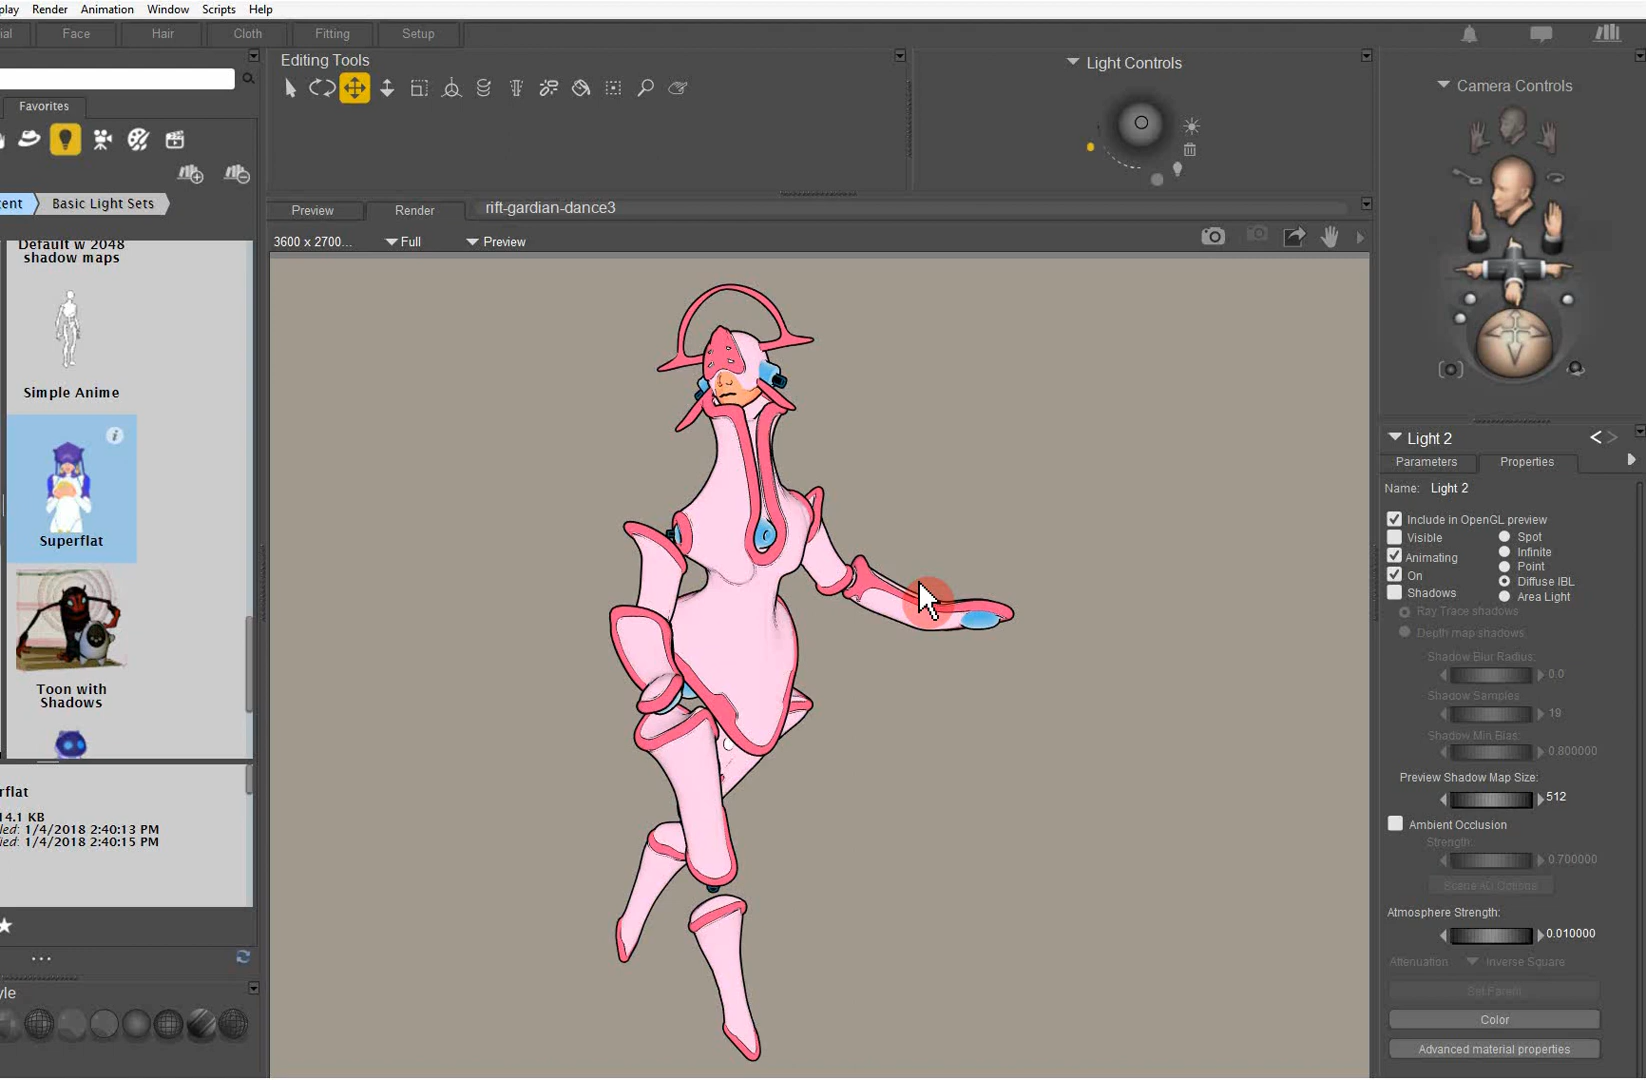 play Render Animation Window Scripts Help
ial Face Hair Cloth Fitting Setup
Editing Tools
Light Controls
Camera Controls
Favorites
tent Basic Light Sets
Default w 2048
shadow maps
Simple Anime
Superflat
Toon with
Shadows
rflat
14.1 KB
ded: 1/4/2018 2:40:13 PM
fied: 1/4/2018 2:40:15 PM
...
yle
Preview Render rift-gardian-dance3
3600 x 2700... Full Preview
Light 2
Parameters Properties
Name: Light 2
Include in OpenGL preview
Visible
Animating
On
Shadows
Spot
Infinite
Point
Diffuse IBL
Area Light
Ray Trace shadows
Depth map shadows
Shadow Blur Radius:
0.0
Shadow Samples
19
Shadow Min Bias:
0.800000
Preview Shadow Map Size:
512
Ambient Occlusion
Strength:
0.700000
Scene AO Options
Atmosphere Strength:
0.010000
Attenuation Inverse Square
Set Parent
Color
Advanced material properties